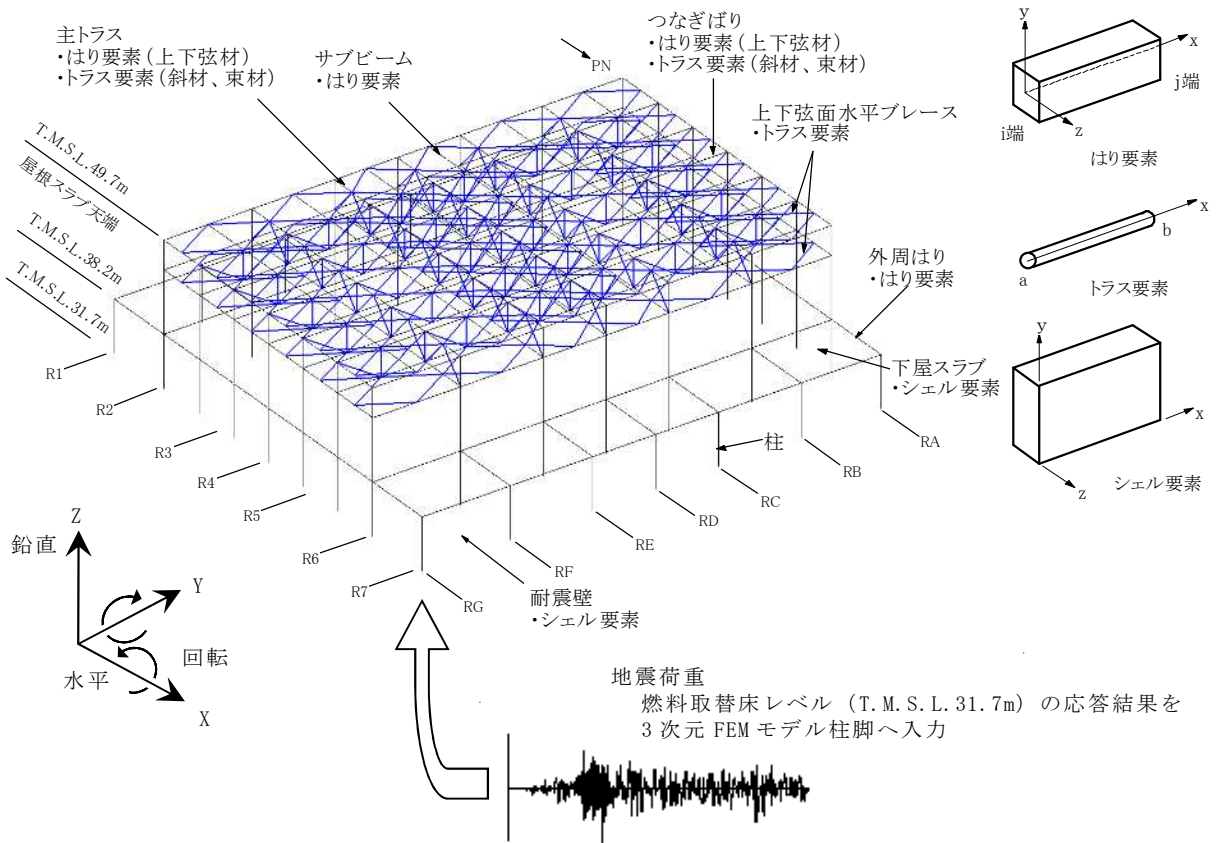 主トラス
・はり要素(上下弦材)
・トラス要素(斜材、束材)
サブビーム
・はり要素
PN
つなぎばり
・はり要素(上下弦材)
・トラス要素(斜材、束材)
上下弦面水平ブレース
・トラス要素
T.M.S.L.49.7m
屋根スラブ天端
T.M.S.L.38.2m
T.M.S.L.31.7m
外周はり
・はり要素
下屋スラブ
・シェル要素
柱
R1
R2
R3
R4
R5
R6
R7
RG
RF
RE
RD
RC
RB
RA
耐震壁
・シェル要素
Z
鉛直
Y
回転
水平
X
地震荷重
燃料取替床レベル (T.M.S.L.31.7m) の応答結果を
3次元 FEM モデル柱脚へ入力
y
x
j端
i端
z
はり要素
x
b
a
トラス要素
y
x
z
シェル要素